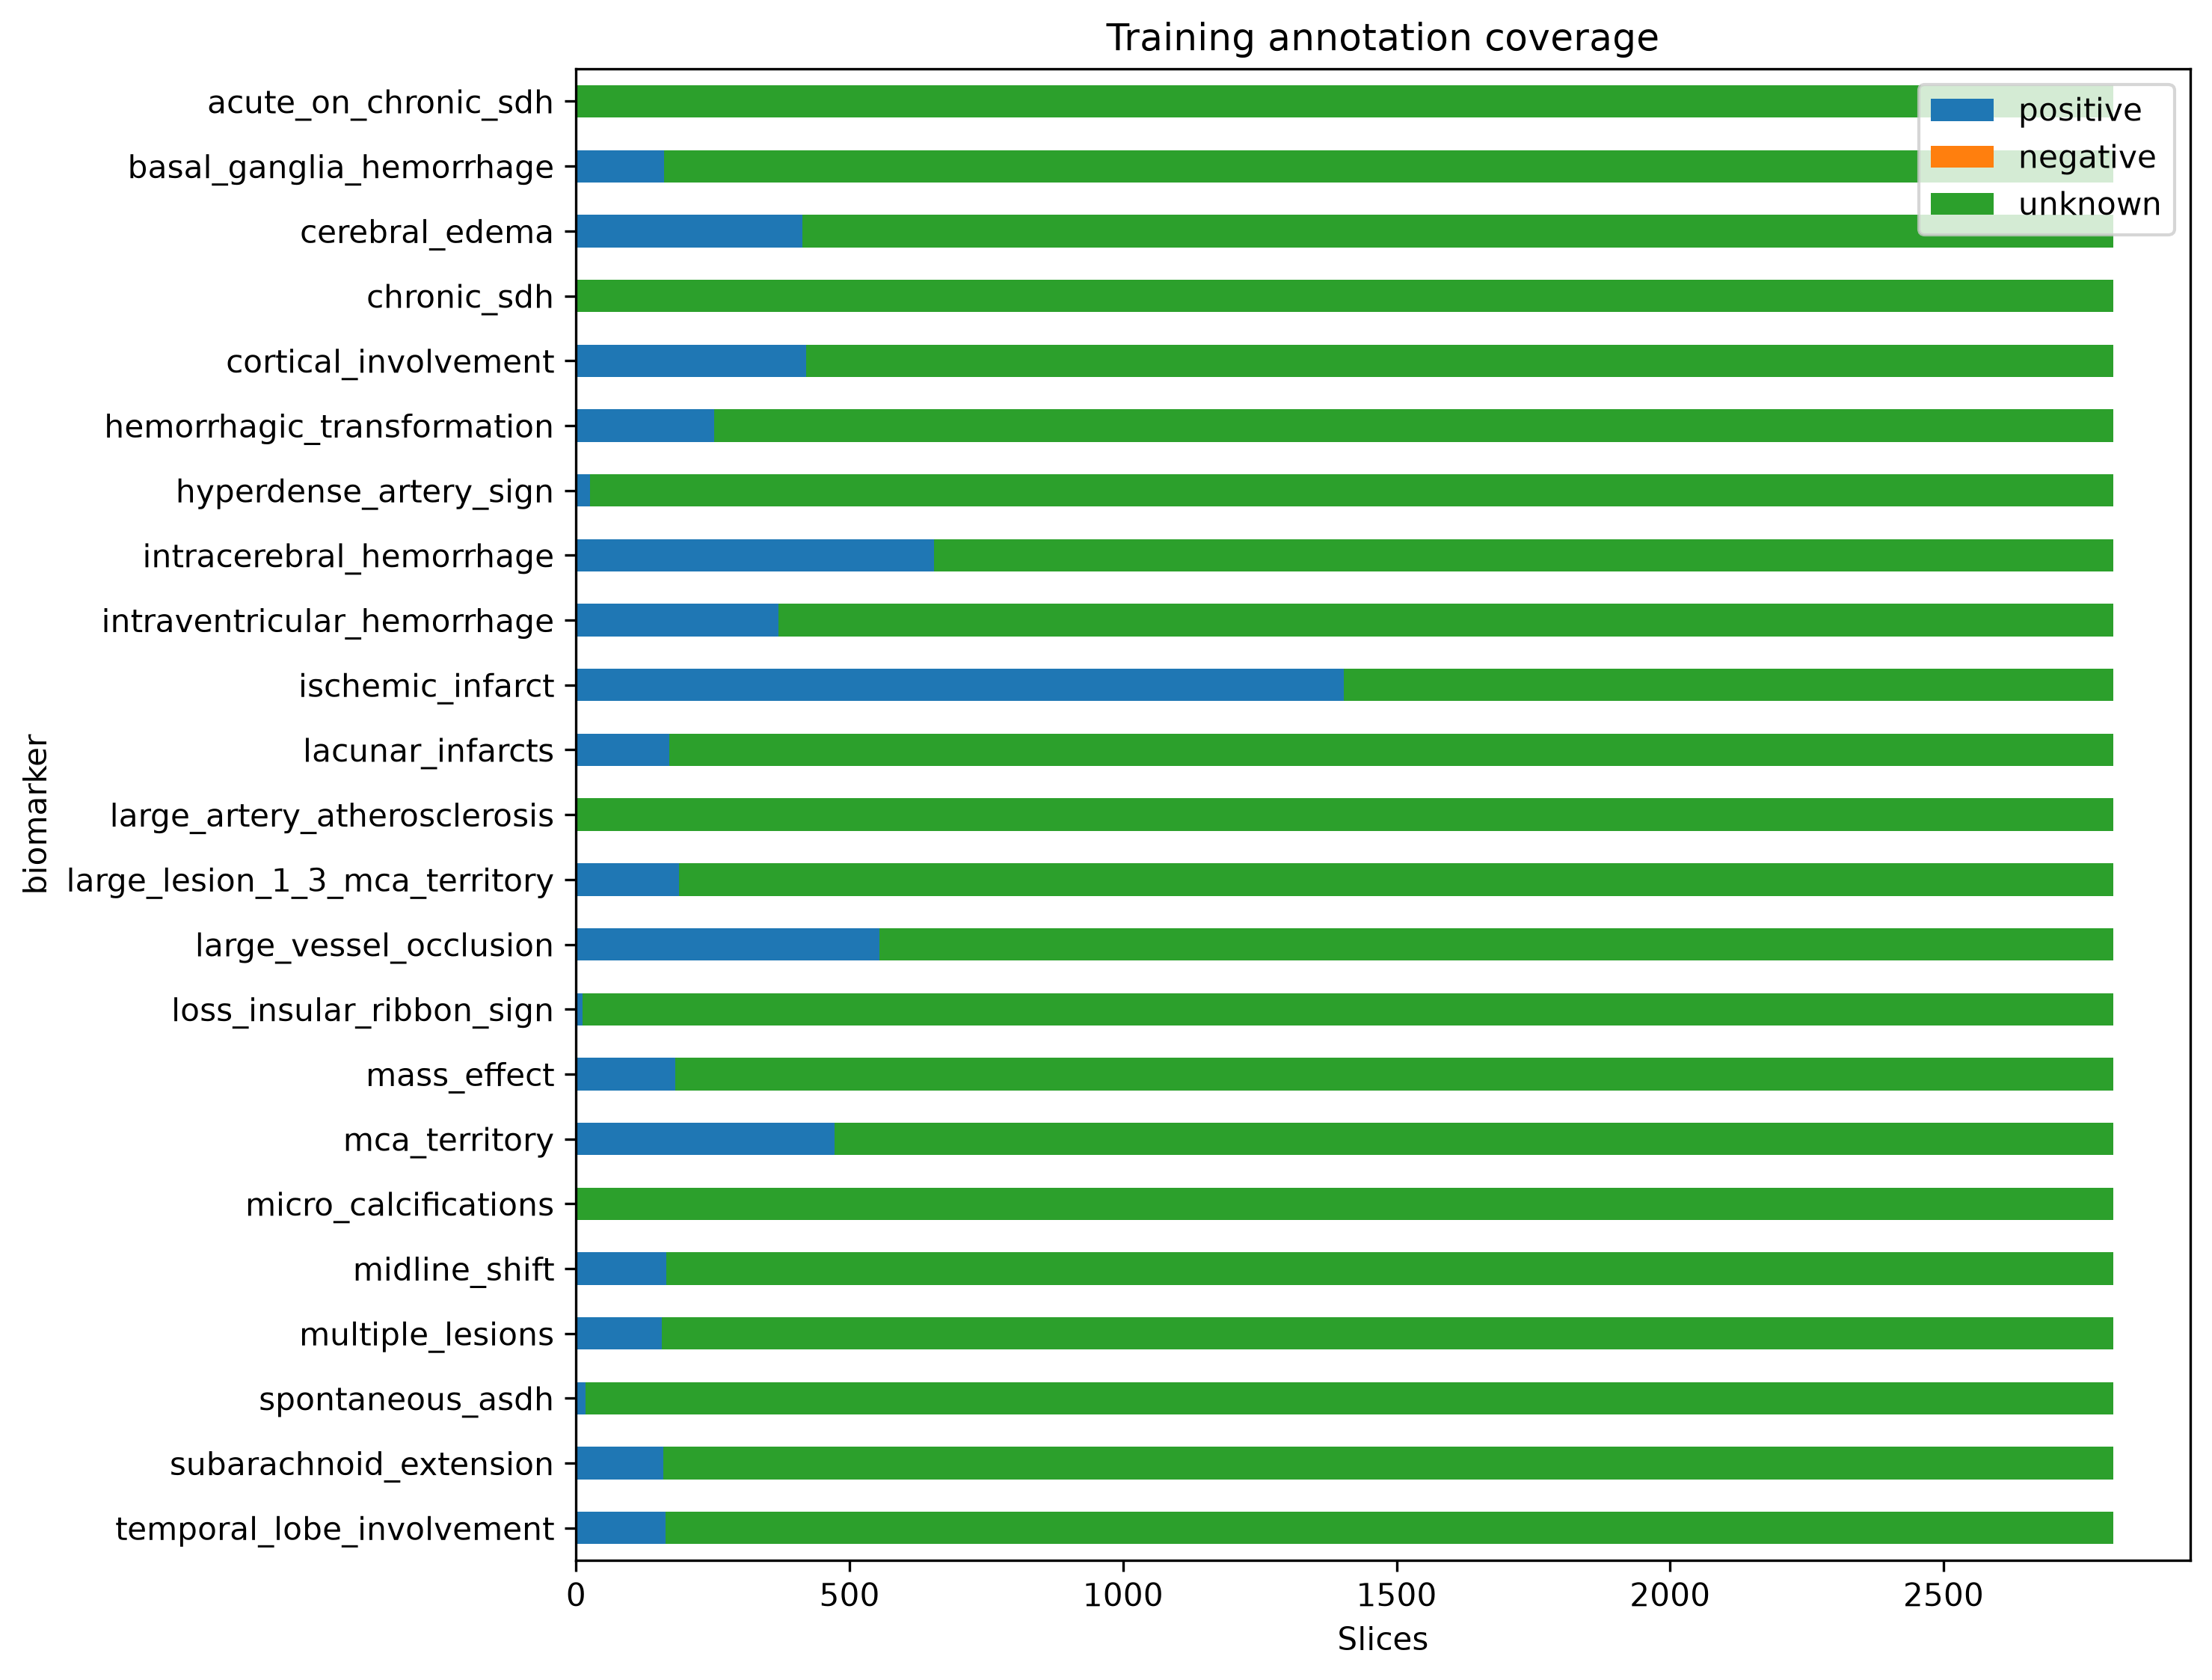 Training annotation coverage
positive
negative
unknown
biomarker
acute_on_chronic_sdh
basal_ganglia_hemorrhage
cerebral_edema
chronic_sdh
cortical_involvement
hemorrhagic_transformation
hyperdense_artery_sign
intracerebral_hemorrhage
intraventricular_hemorrhage
ischemic_infarct
lacunar_infarcts
large_artery_atherosclerosis
large_lesion_1_3_mca_territory
large_vessel_occlusion
loss_insular_ribbon_sign
mass_effect
mca_territory
micro_calcifications
midline_shift
multiple_lesions
spontaneous_asdh
subarachnoid_extension
temporal_lobe_involvement
0 500 1000 1500 2000 2500
Slices